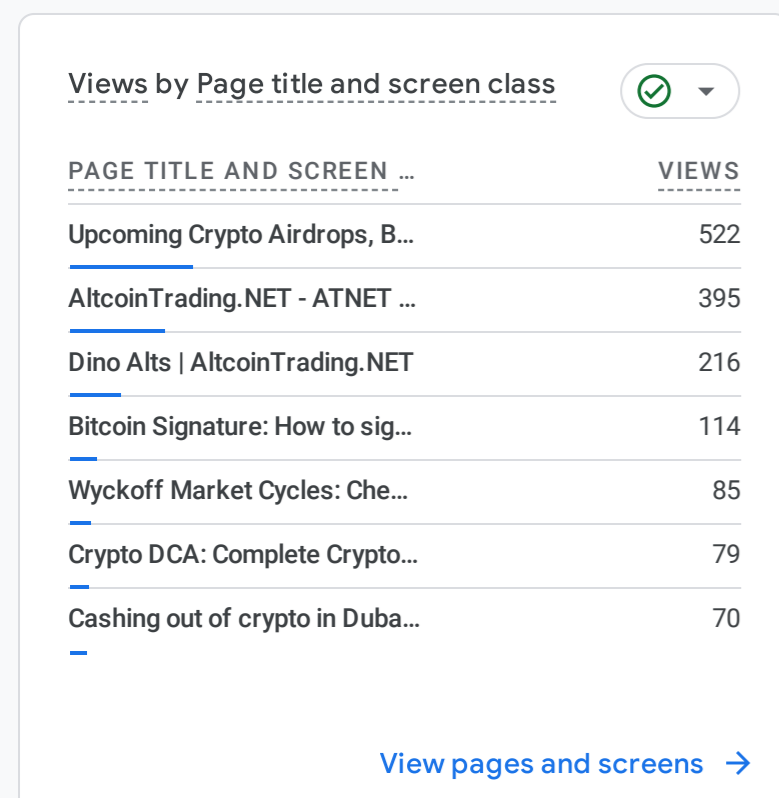 Views by Page title and screen class
PAGE TITLE AND SCREEN … VIEWS
Upcoming Crypto Airdrops, B… 522
AltcoinTrading.NET - ATNET … 395
Dino Alts | AltcoinTrading.NET 216
Bitcoin Signature: How to sig… 114
Wyckoff Market Cycles: Che… 85
Crypto DCA: Complete Crypto… 79
Cashing out of crypto in Duba… 70
View pages and screens